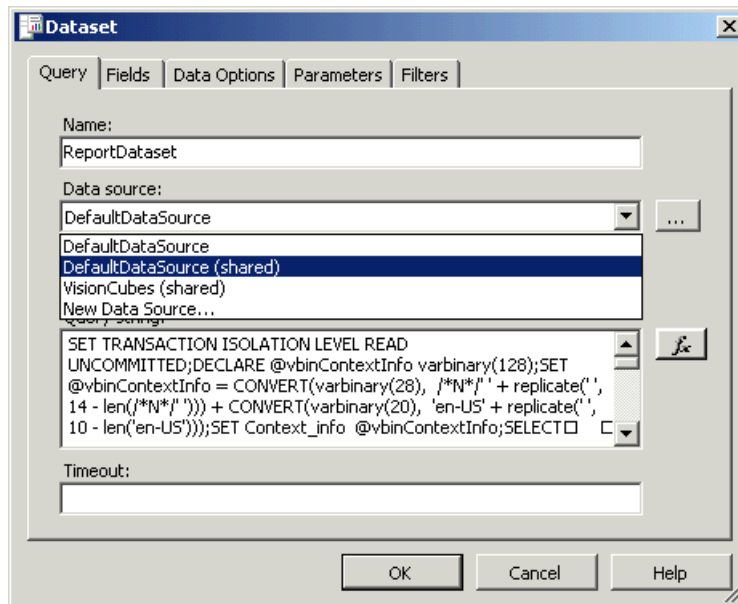 Dataset
Query Fields Data Options Parameters Filters
Name:
ReportDataset
Data source:
DefaultDataSource
...
DefaultDataSource
DefaultDataSource (shared)
VisionCubes (shared)
New Data Source...
Query string:
SET TRANSACTION ISOLATION LEVEL READ
UNCOMMITTED;DECLARE @vbinContextInfo varbinary(128);SET
@vbinContextInfo = CONVERT(varbinary(28), /*N*/' ' + replicate(' ',
14 - len(/*N*/' '))) + CONVERT(varbinary(20), 'en-US' + replicate(' ',
10 - len('en-US')));SET Context_info @vbinContextInfo;SELECT
fx
Timeout:
OK Cancel Help